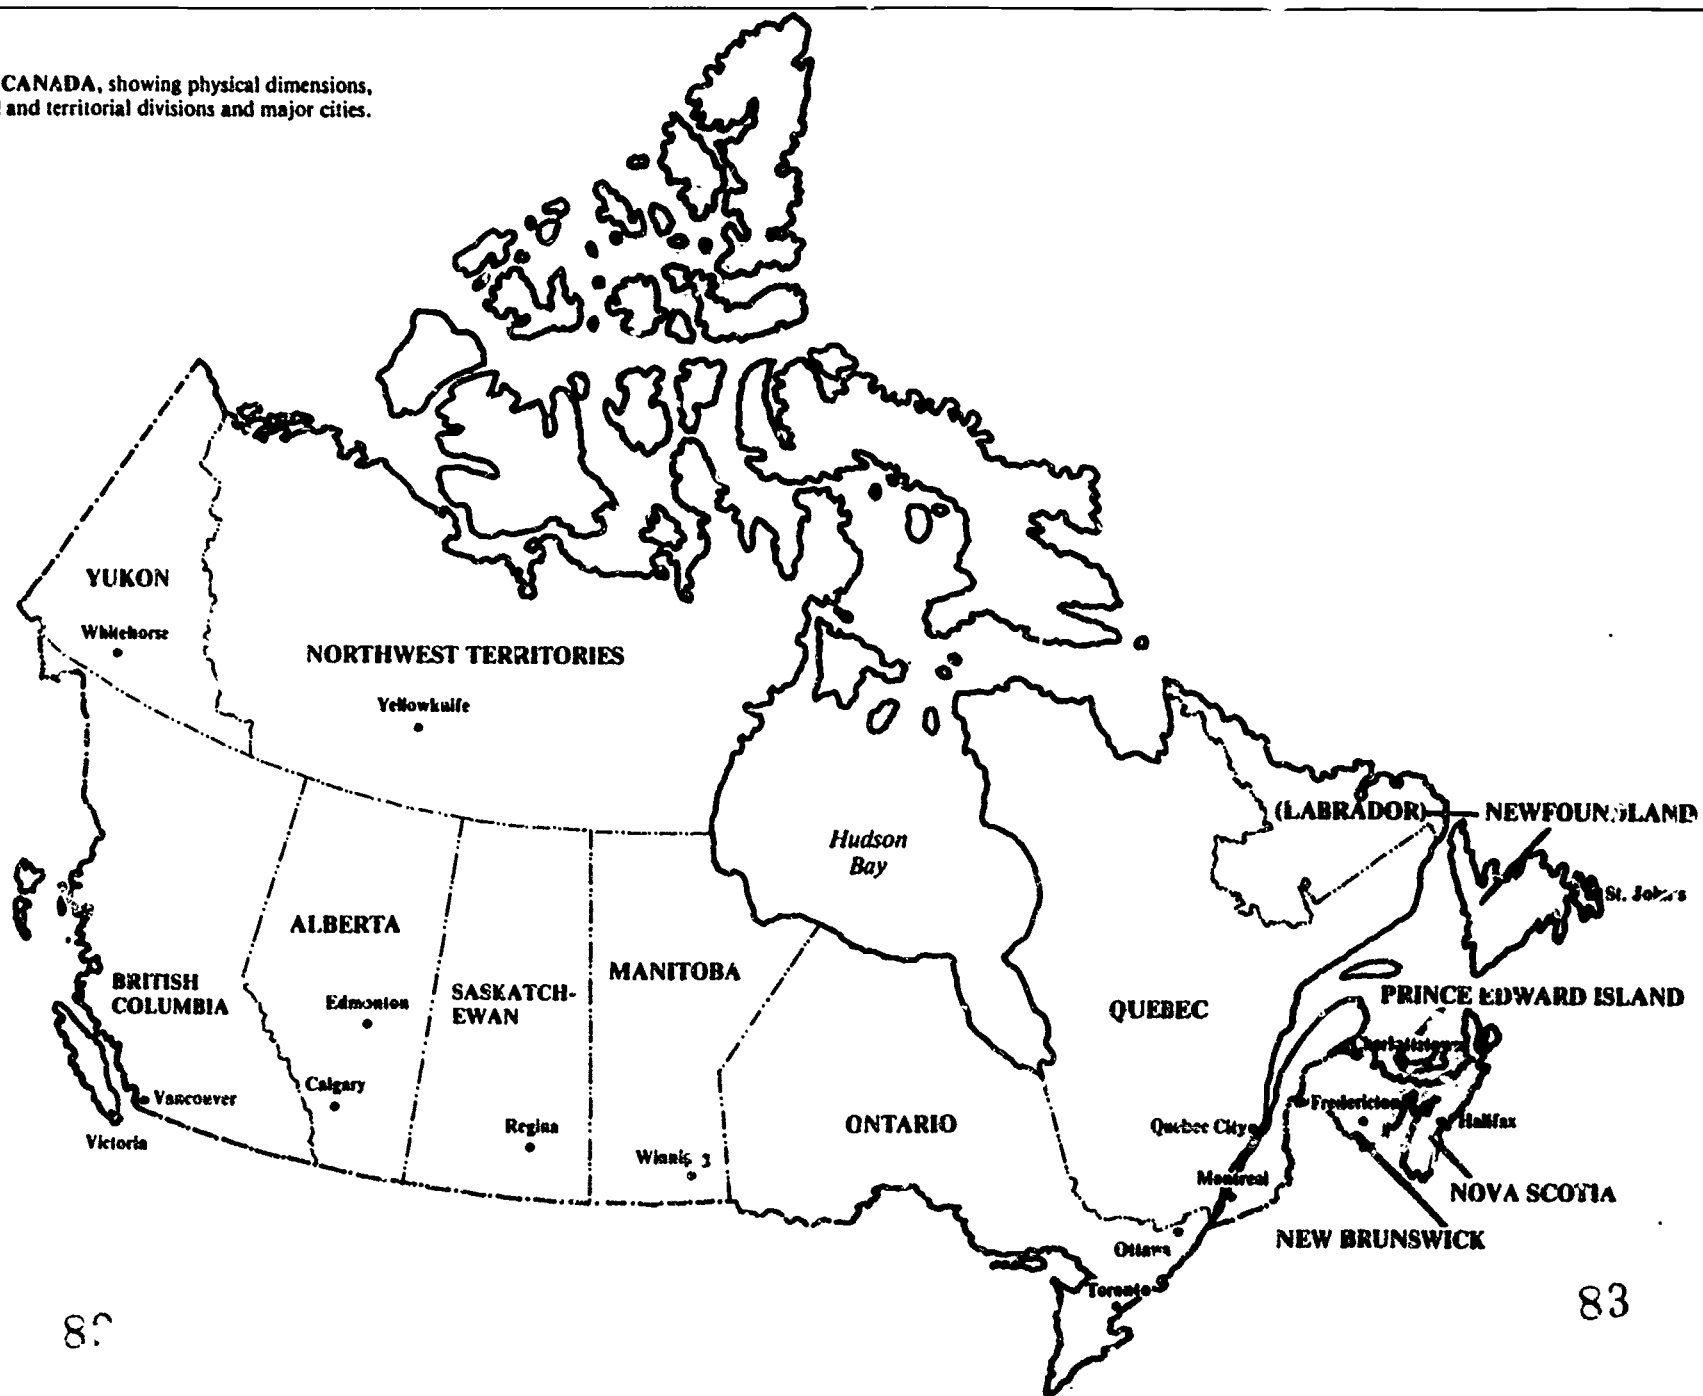 CANADA, showing physical dimensions,
and territorial divisions and major cities.
YUKON
Whitehorse
NORTHWEST TERRITORIES
Yellowknife
Hudson
Bay
(LABRADOR)
NEWFOUNDLAND
St. John's
ALBERTA
BRITISH
COLUMBIA
Edmonton
SASKATCH-
EWAN
MANITOBA
QUEBEC
PRINCE EDWARD ISLAND
Charlottetown
Calgary
Vancouver
Victoria
Regina
Winni
ONTARIO
Quebec City
Fredericton
Halifax
Montreal
NOVA SCOTIA
NEW BRUNSWICK
Ottawa
Toronto
83